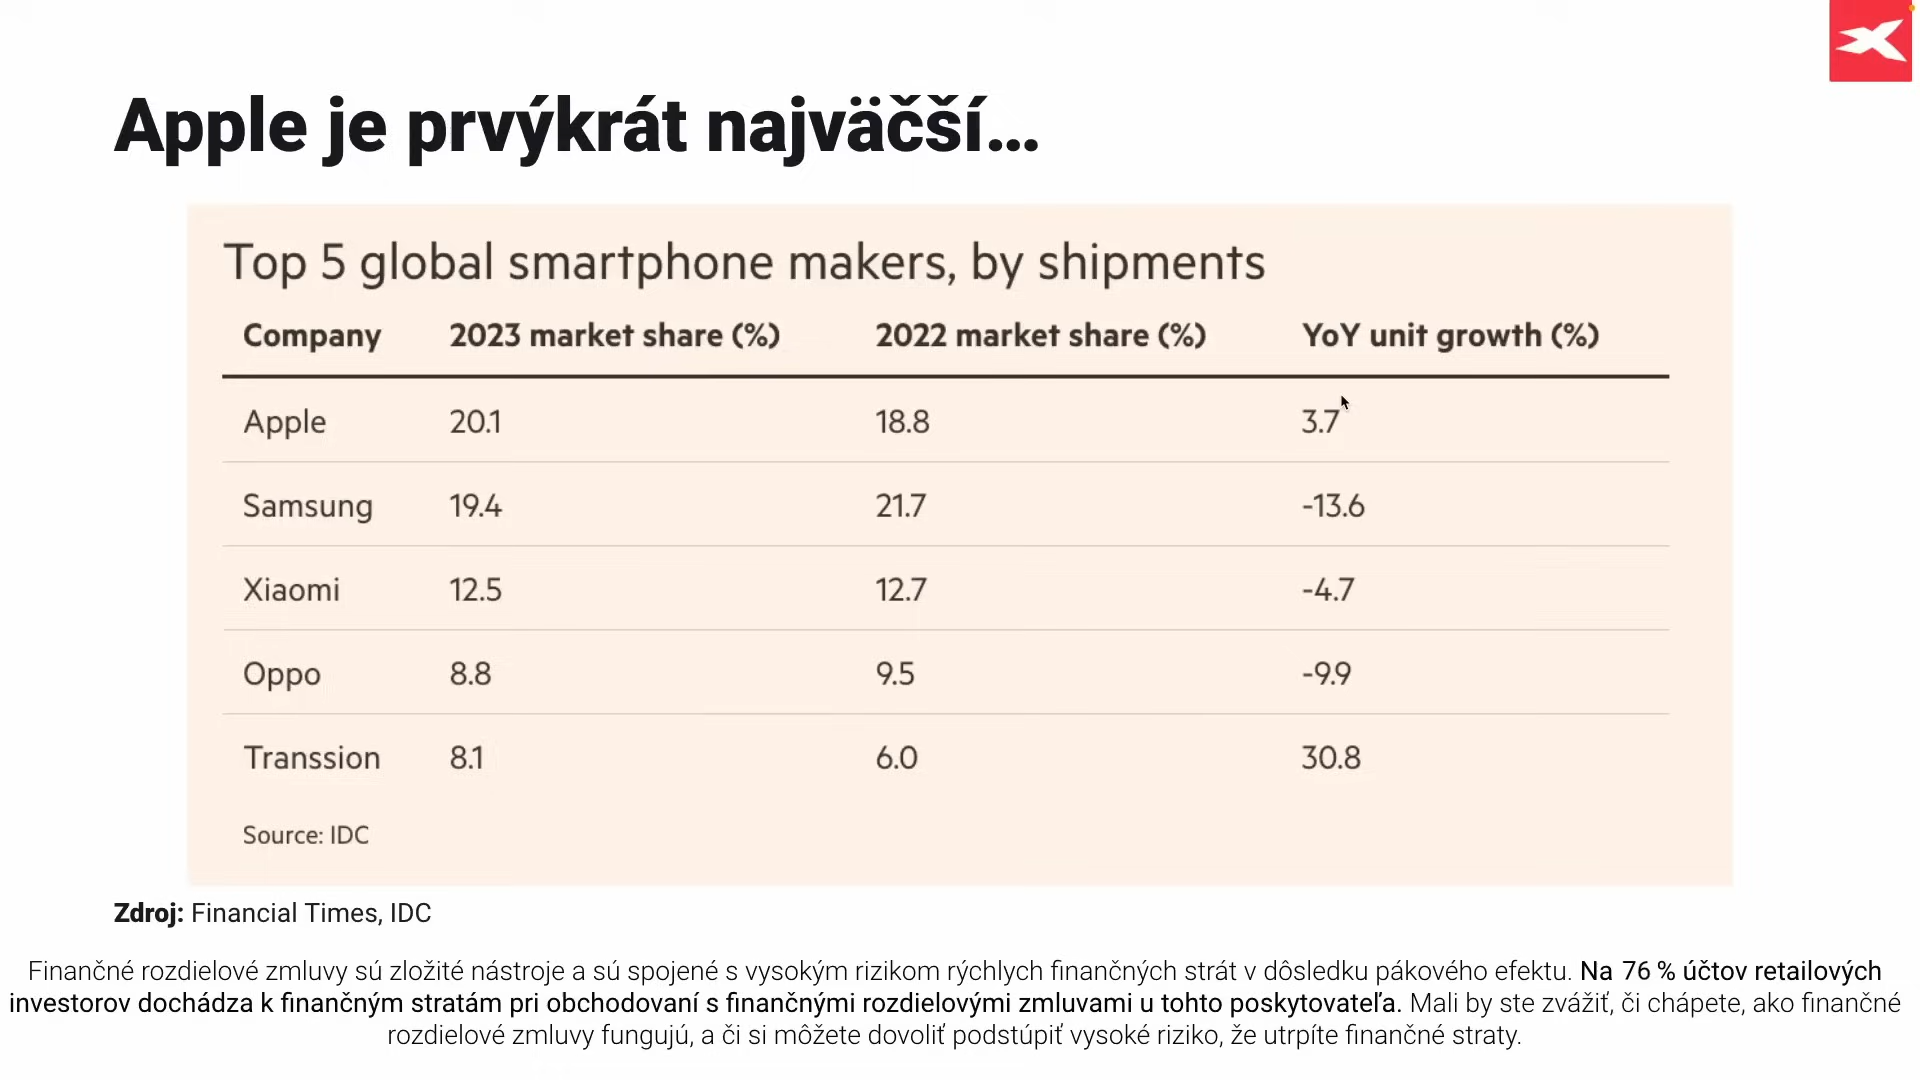 Apple je prvýkrát najväčší...
Top 5 global smartphone makers, by shipments
Company 2023 market share (%) 2022 market share (%) YoY unit growth (%)
Apple 20.1 18.8 3.7
Samsung 19.4 21.7 -13.6
Xiaomi 12.5 12.7 -4.7
Oppo 8.8 9.5 -9.9
Transsion 8.1 6.0 30.8
Source: IDC
Zdroj: Financial Times, IDC
Finančné rozdielové zmluvy sú zložité nástroje a sú spojené s vysokým rizikom rýchlych finančných strát v dôsledku pákového efektu. Na 76 % účtov retailových
investorov dochádza k finančným stratám pri obchodovaní s finančnými rozdielovými zmluvami u tohto poskytovateľa. Mali by ste zvážiť, či chápete, ako finančné
rozdielové zmluvy fungujú, a či si môžete dovoliť podstúpiť vysoké riziko, že utrpíte finančné straty.